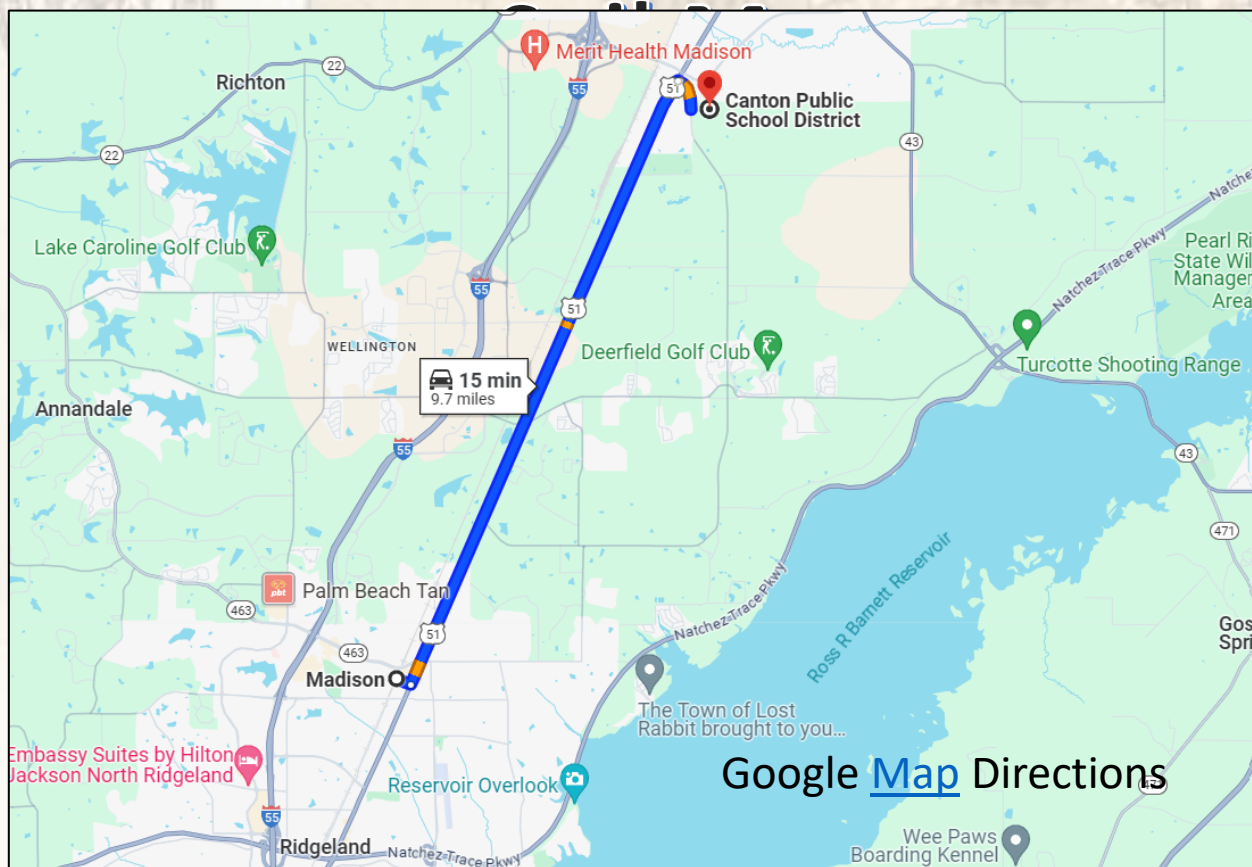 Merit Health Madison
Richton
22
55
51
Canton Public
School District
22
43
Natchez Trace Pkwy
Lake Caroline Golf Club
Pearl Ri
State Wil
Manager
Area
55
51
WELLINGTON
Deerfield Golf Club
Turcotte Shooting Range
15 min
9.7 miles
Annandale
55
43
471
Ross R Barnett Reservoir
Palm Beach Tan
pbt
463
Natchez Trace Pkwy
51
463
Gos
Spri
Madison
The Town of Lost
Rabbit brought to you...
Embassy Suites by Hilton
Jackson North Ridgeland
Reservoir Overlook
Google Map Directions
55
Ridgeland
Natchez Trace Pkwy
Wee Paws
Boarding Kennel